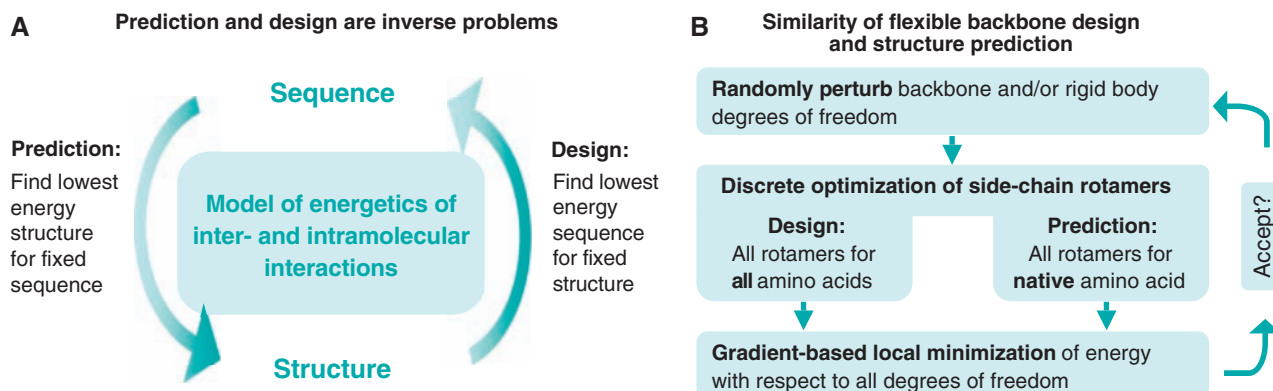 A
Prediction and design are inverse problems
Sequence
Prediction:
Find lowest
energy
structure
for fixed
sequence
Model of energetics of
inter- and intramolecular
interactions
Design:
Find lowest
energy
sequence
for fixed
structure
Structure
B
Similarity of flexible backbone design
and structure prediction
Randomly perturb backbone and/or rigid body
degrees of freedom
Discrete optimization of side-chain rotamers
Design:
All rotamers for
all amino acids
Prediction:
All rotamers for
native amino acid
Gradient-based local minimization of energy
with respect to all degrees of freedom
Accept?